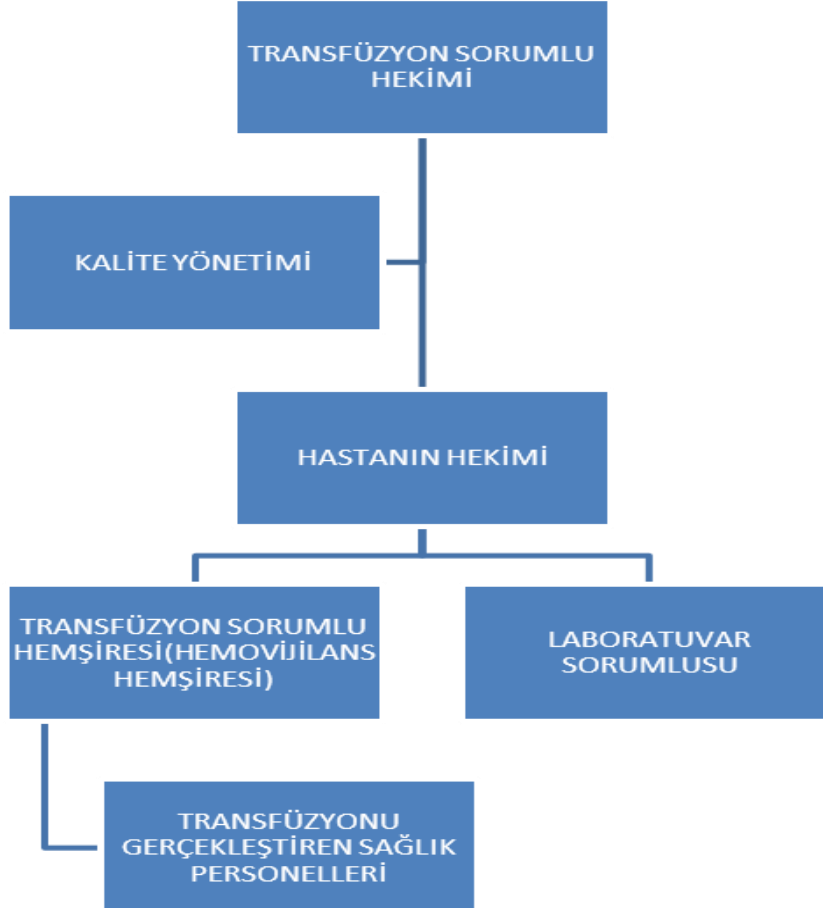 TRANSFÜZYON SORUMLU
HEKİMİ
KALİTE YÖNETİMİ
HASTANIN HEKİMİ
TRANSFÜZYON SORUMLU
HEMŞİRESİ(HEMOVİJİLANS
HEMŞİRESİ)
LABORATUVAR
SORUMLUSU
TRANSFÜZYONU
GERÇEKLEŞTİREN SAĞLIK
PERSONELLERİ